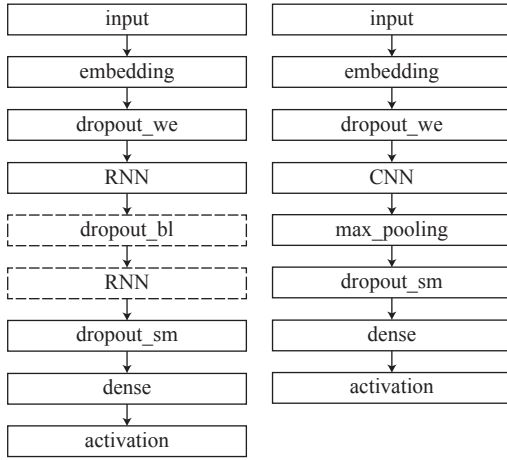 input
embedding
dropout_we
RNN
dropout_bl
RNN
dropout_sm
dense
activation
input
embedding
dropout_we
CNN
max_pooling
dropout_sm
dense
activation